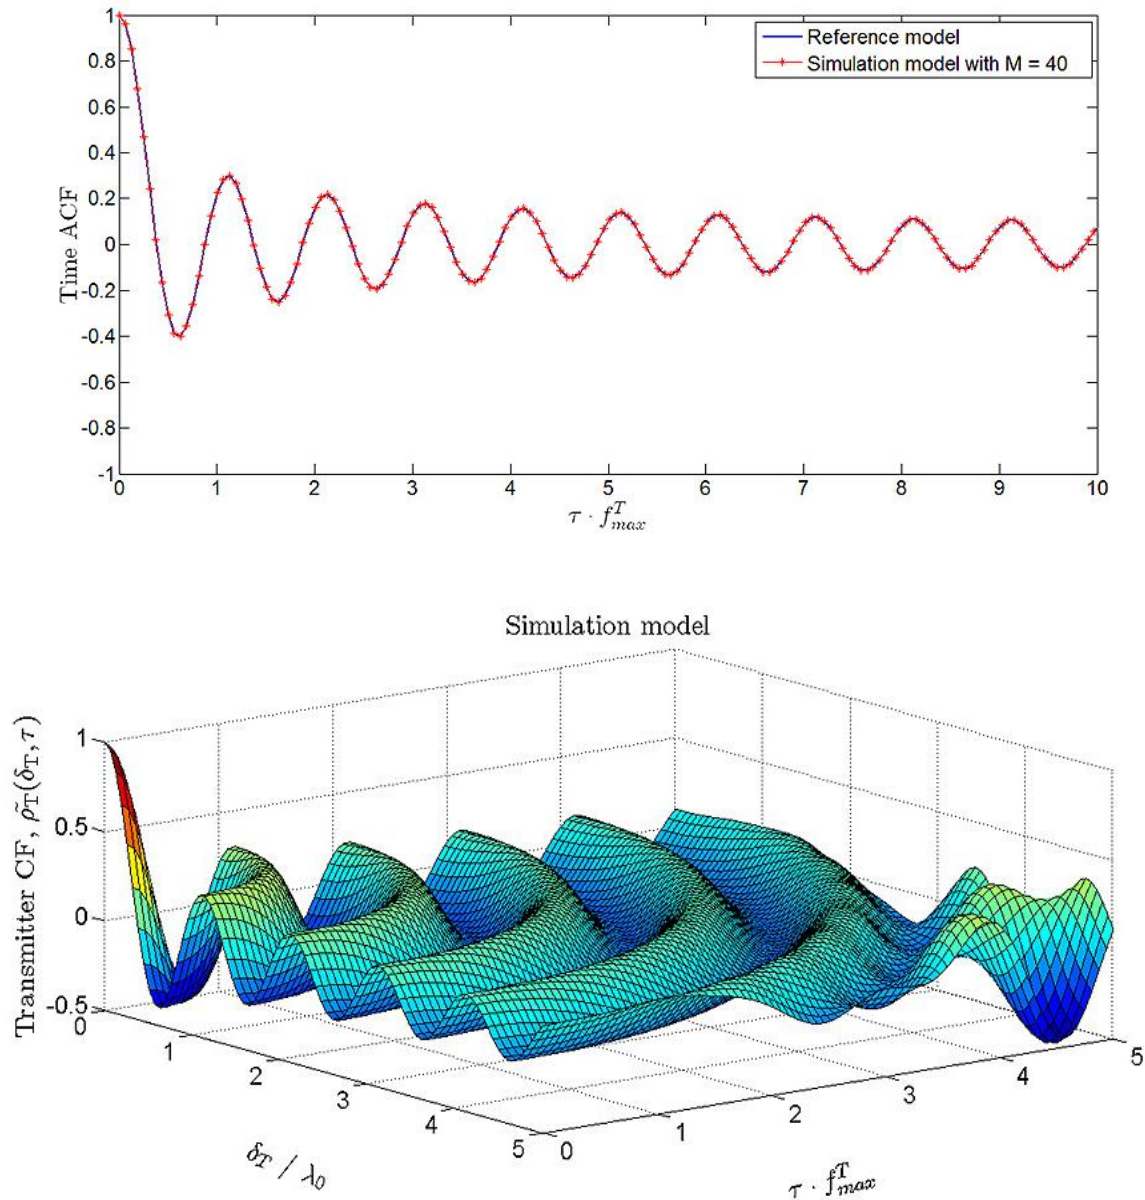 1
Reference model
Simulation model with M = 40
0.8
0.6
0.4
0.2
0
-0.2
-0.4
-0.6
-0.8
-1
Time ACF
0 1 2 3 4 5 6 7 8 9 10
τ · f_max^T
Simulation model
Transmitter CF, ρ̃_T(δ_T, τ)
1
0.5
0
-0.5
0 1 2 3 4 5
δ_T / λ_0
0 1 2 3 4 5
τ · f_max^T